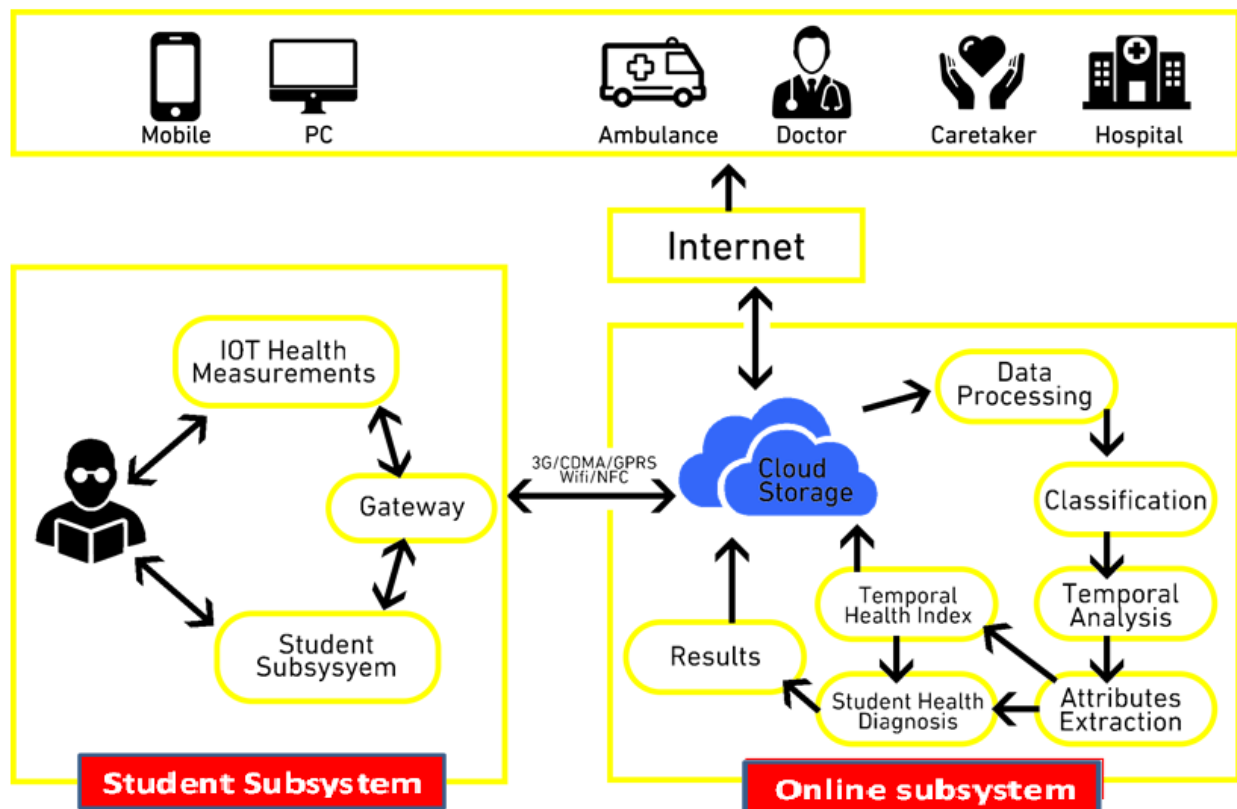 Mobile
PC
Ambulance
Doctor
Caretaker
Hospital
Internet
IOT Health
Measurements
Gateway
Student
Subsysyem
Student Subsystem
3G/CDMA/GPRS
Wifi/NFC
Cloud
Storage
Data
Processing
Classification
Temporal
Analysis
Attributes
Extraction
Temporal
Health Index
Student Health
Diagnosis
Results
Online subsystem